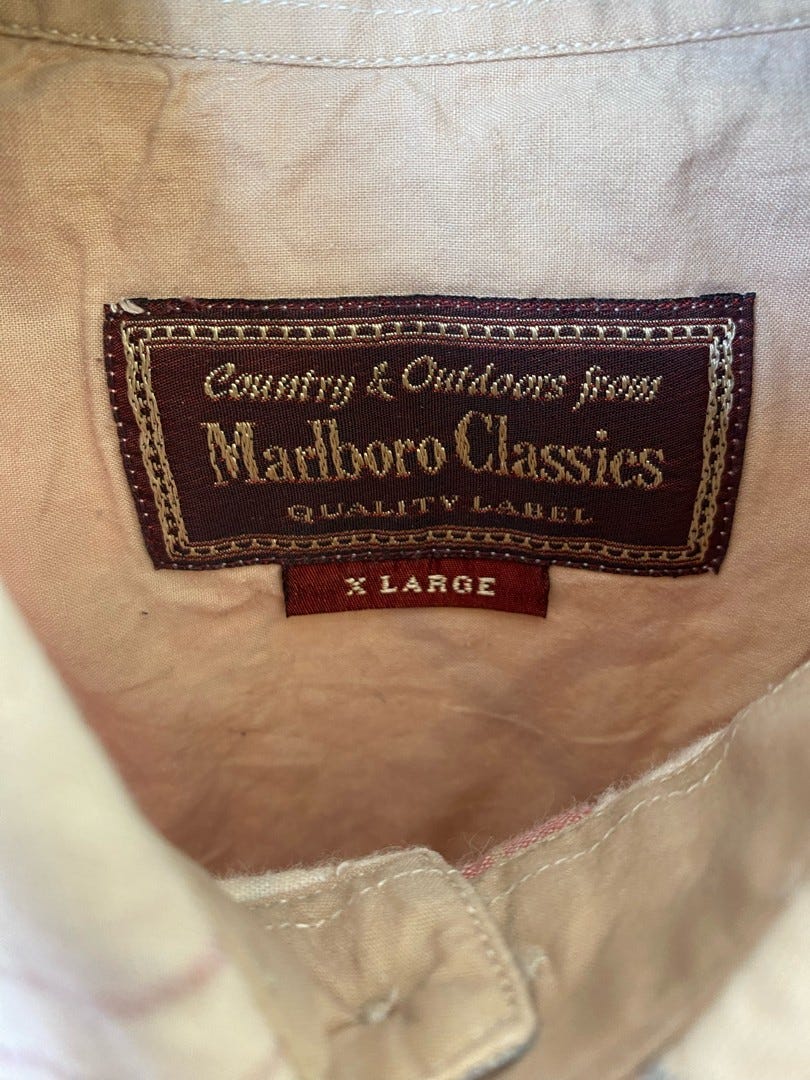 Country & Outdoors from
Marlboro Classics
QUALITY LABEL
X LARGE